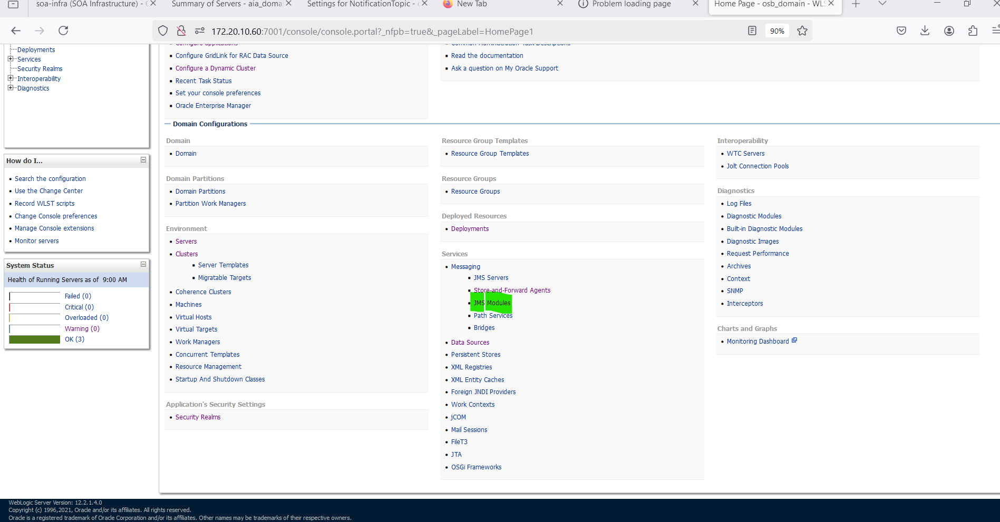 soa-infra (SOA Infrastructure) -
Summary of Servers - aia_domai
Settings for NotificationTopic -
New Tab
Problem loading page
Home Page - osb_domain - WLS
172.20.10.60:7001/console/console.portal?_nfpb=true&_pageLabel=HomePage1
90%
Deployments
Services
Security Realms
Interoperability
Diagnostics
How do I...
Search the configuration
Use the Change Center
Record WLST scripts
Change Console preferences
Manage Console extensions
Monitor servers
System Status
Health of Running Servers as of 9:00 AM
Failed (0)
Critical (0)
Overloaded (0)
Warning (0)
OK (3)
Configure applications
Configure GridLink for RAC Data Source
Configure a Dynamic Cluster
Recent Task Status
Set your console preferences
Oracle Enterprise Manager
Common Administration Task Descriptions
Read the documentation
Ask a question on My Oracle Support
Domain Configurations
Domain
Domain
Domain Partitions
Domain Partitions
Partition Work Managers
Environment
Servers
Clusters
Server Templates
Migratable Targets
Coherence Clusters
Machines
Virtual Hosts
Virtual Targets
Work Managers
Concurrent Templates
Resource Management
Startup And Shutdown Classes
Application's Security Settings
Security Realms
Resource Group Templates
Resource Group Templates
Resource Groups
Resource Groups
Deployed Resources
Deployments
Services
Messaging
JMS Servers
Store-and-Forward Agents
JMS Modules
Path Services
Bridges
Data Sources
Persistent Stores
XML Registries
XML Entity Caches
Foreign JNDI Providers
Work Contexts
jCOM
Mail Sessions
FileT3
JTA
OSGi Frameworks
Interoperability
WTC Servers
Jolt Connection Pools
Diagnostics
Log Files
Diagnostic Modules
Built-in Diagnostic Modules
Diagnostic Images
Request Performance
Archives
Context
SNMP
Interceptors
Charts and Graphs
Monitoring Dashboard
WebLogic Server Version: 12.2.1.4.0
Copyright (c) 1996,2021, Oracle and/or its affiliates. All rights reserved.
Oracle is a registered trademark of Oracle Corporation and/or its affiliates. Other names may be trademarks of their respective owners.